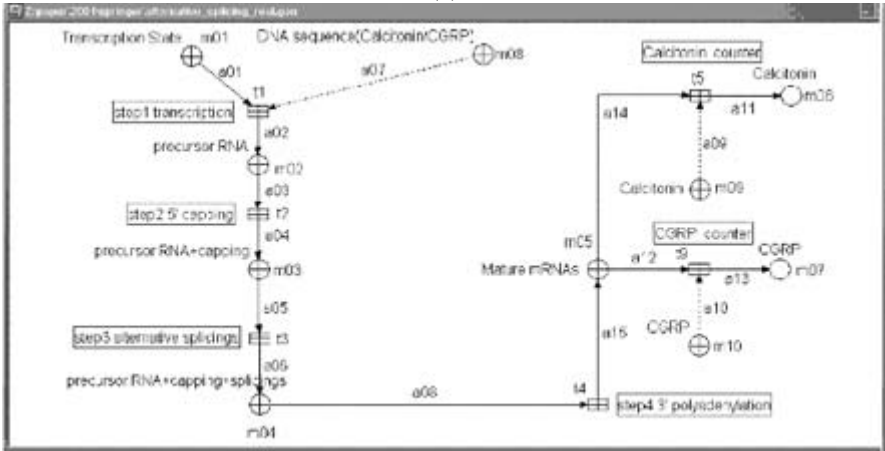 Transcription State m01
DNA sequence(Calcitonin/CGRP)
m08
a01
a07
t1
step1 transcription
a02
precursor RNA
m02
a03
step2 5' capping
t2
a04
precursor RNA+capping
m03
a05
step3 alternative splicings
t3
a06
precursor RNA+capping+splicings
m04
a08
t4
step4 3' polyadenylation
a15
Mature mRNAs
m05
a14
Calcitonin counter
t5
Calcitonin
a11
m06
a09
Calcitonin
m09
CGRP counter
a12
t9
CGRP
a13
m07
a10
CGRP
m10